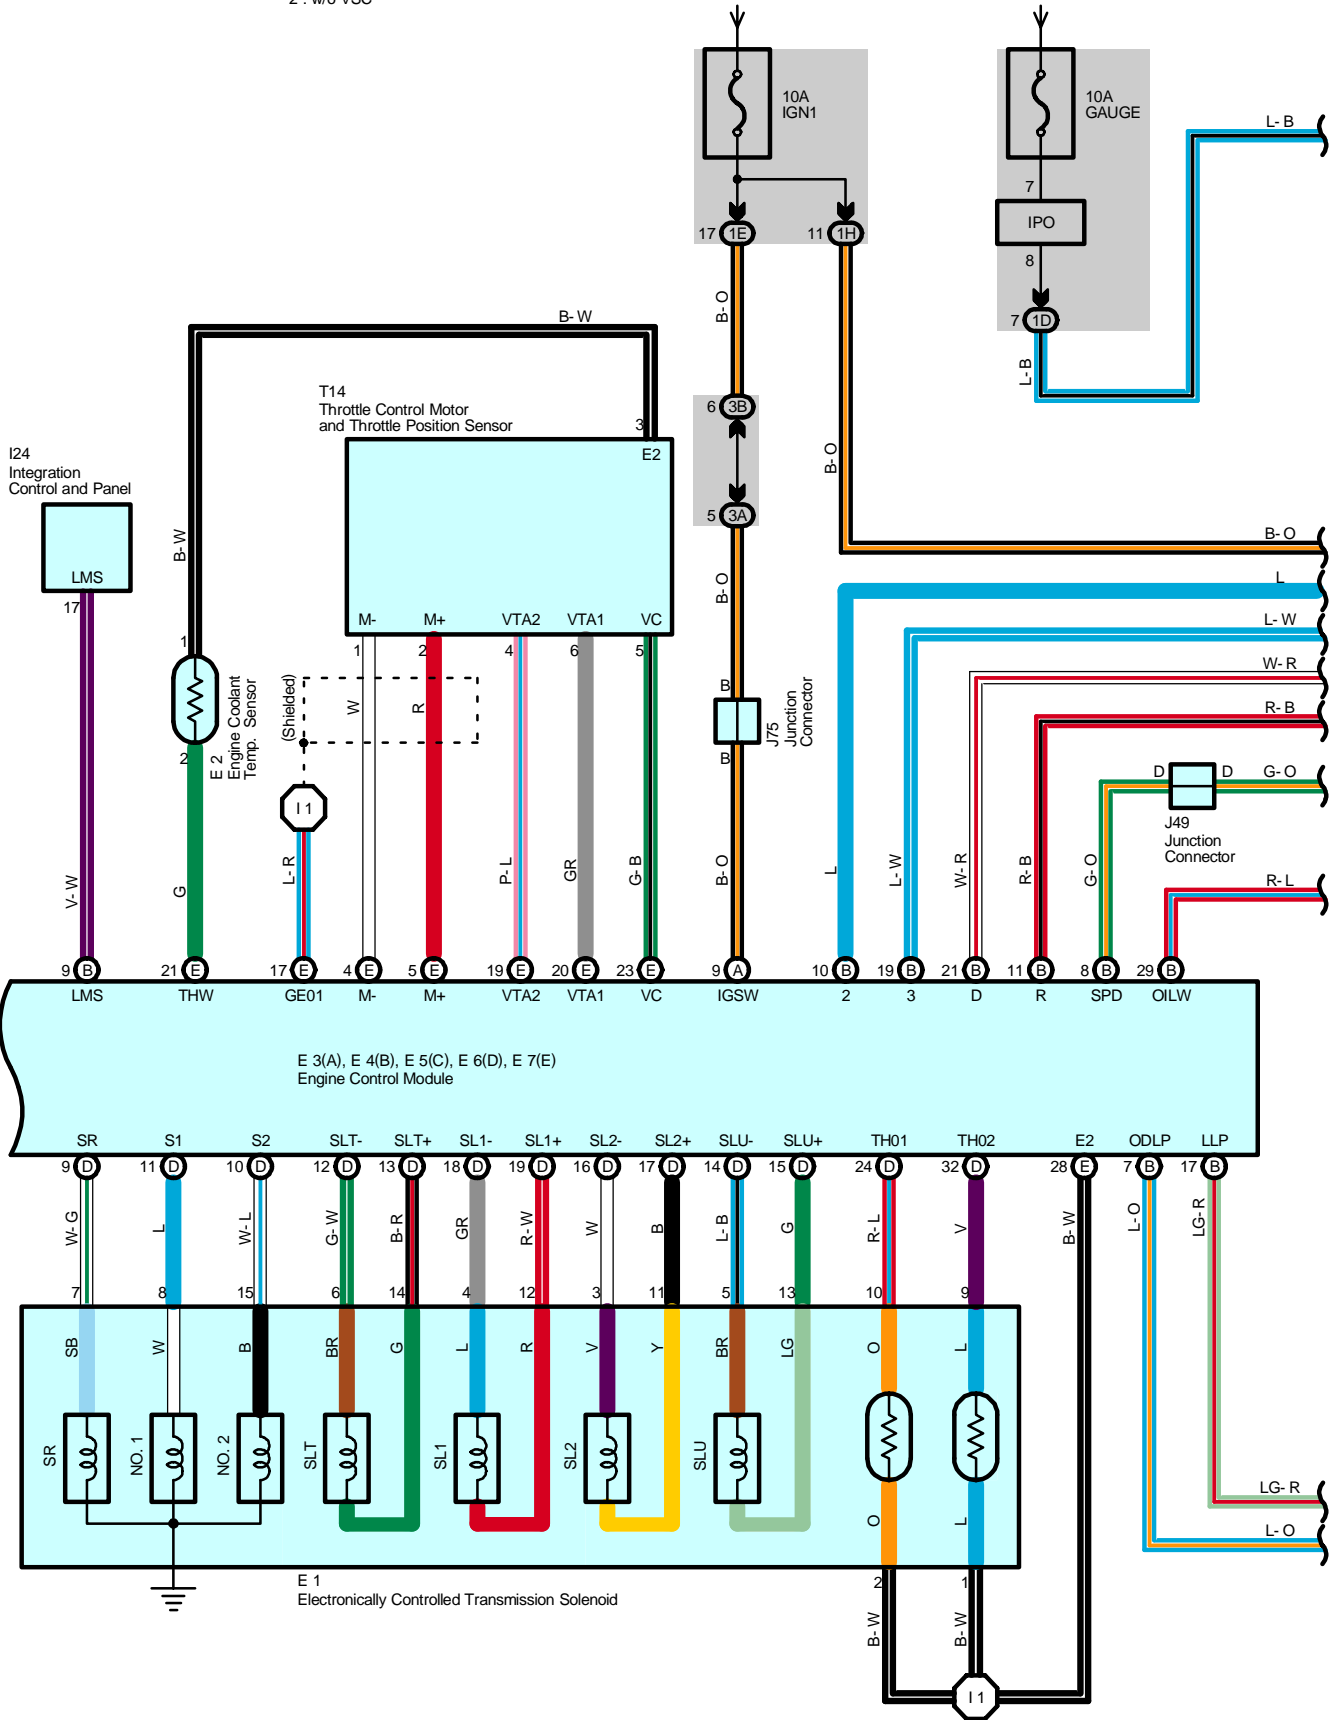 2 : w/o VSC
10A
IGN1
10A
GAUGE
L- B
7
IPO
8
17 1E
11 1H
7 1D
B- O
L- B
B- W
6 3B
B- O
T14
Throttle Control Motor
and Throttle Position Sensor
3
E2
I24
Integration
Control and Panel
5 3A
B- W
B- O
B- O
LMS
17
L
L- W
M- M+ VTA2 VTA1 VC
1 2 4 6 5
1
W- R
(Shielded)
W
R
B
R- B
E 2
Engine Coolant
Temp. Sensor
2
J75
Junction
Connector
B
D D G- O
I 1
J49
Junction
Connector
V- W
G
L- R
P- L
GR
G- B
B- O
L
L- W
W- R
R- B
G- O
R- L
9 B 21 E 17 E 4 E 5 E 19 E 20 E 23 E 9 A 10 B 19 B 21 B 11 B 8 B 29 B
LMS THW GE01 M- M+ VTA2 VTA1 VC IGSW 2 3 D R SPD OILW
E 3(A), E 4(B), E 5(C), E 6(D), E 7(E)
Engine Control Module
SR S1 S2 SLT- SLT+ SL1- SL1+ SL2- SL2+ SLU- SLU+ TH01 TH02 E2 ODLP LLP
9 D 11 D 10 D 12 D 13 D 18 D 19 D 16 D 17 D 14 D 15 D 24 D 32 D 28 E 7 B 17 B
W- G
L
W- L
G- W
B- R
GR
R- W
W
B
L- B
G
R- L
V
B- W
L- O
LG- R
7 8 15 6 14 4 12 3 11 5 13 10 9
SB
W
B
BR
G
L
R
V
Y
BR
LG
O
L
SR
NO. 1
NO. 2
SLT
SL1
SL2
SLU
LG- R
O
L
L- O
E 1
Electronically Controlled Transmission Solenoid
2 1
B- W
B- W
I 1